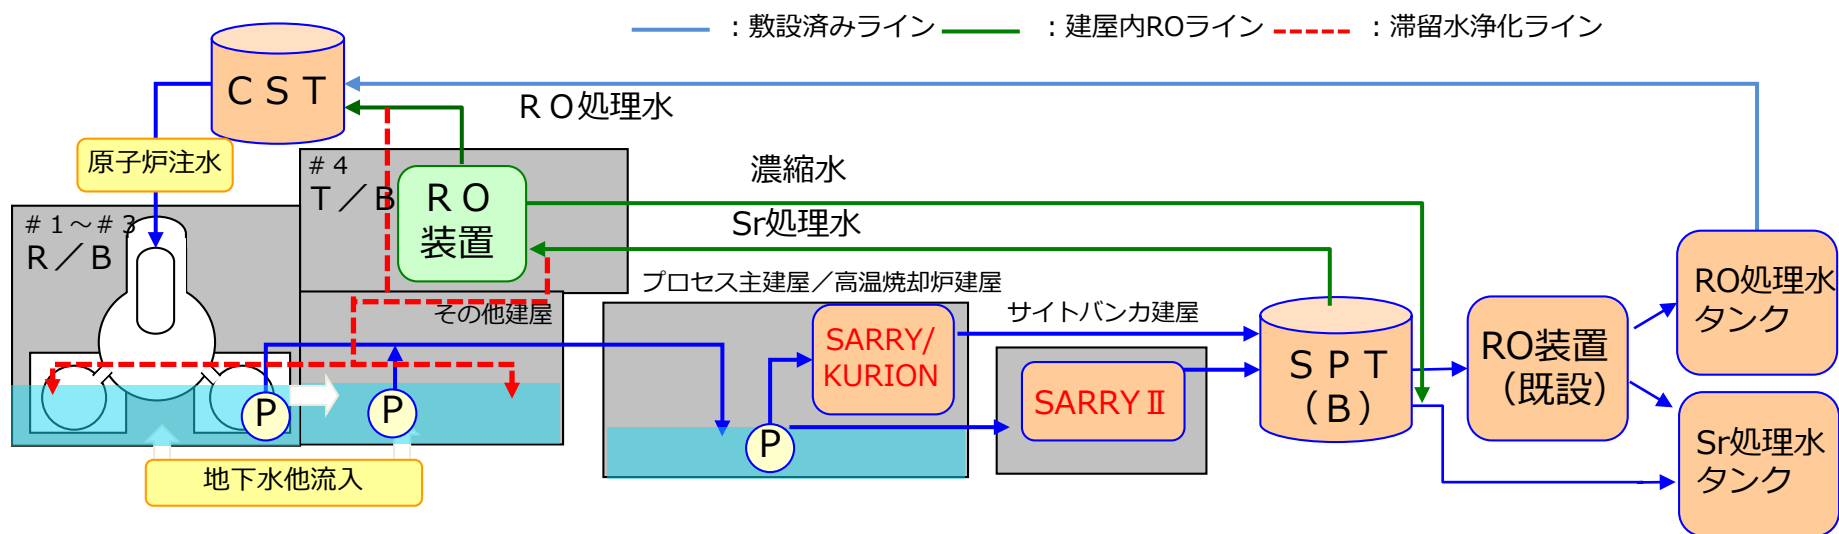 ：敷設済みライン ：建屋内ROライン ：滞留水浄化ライン
ＣＳＴ
ＲＯ処理水
原子炉注水
＃４
Ｔ／Ｂ
ＲＯ
装置
濃縮水
Sr処理水
＃１～＃３
Ｒ／Ｂ
その他建屋
プロセス主建屋／高温焼却炉建屋
サイトバンカ建屋
SARRY/
KURION
SARRYⅡ
ＳＰＴ
（Ｂ）
RO装置
（既設）
RO処理水
タンク
Sr処理水
タンク
P
P
P
地下水他流入